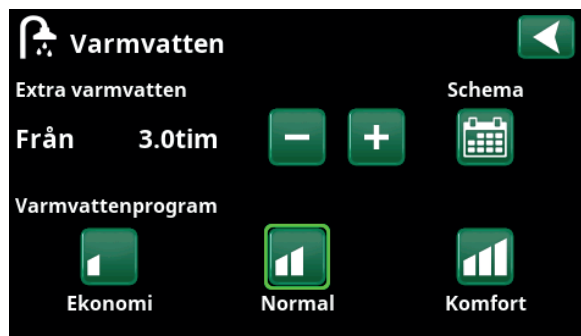 Varmvatten
Extra varmvatten Schema
Från 3.0tim
Varmvattenprogram
Ekonomi Normal Komfort